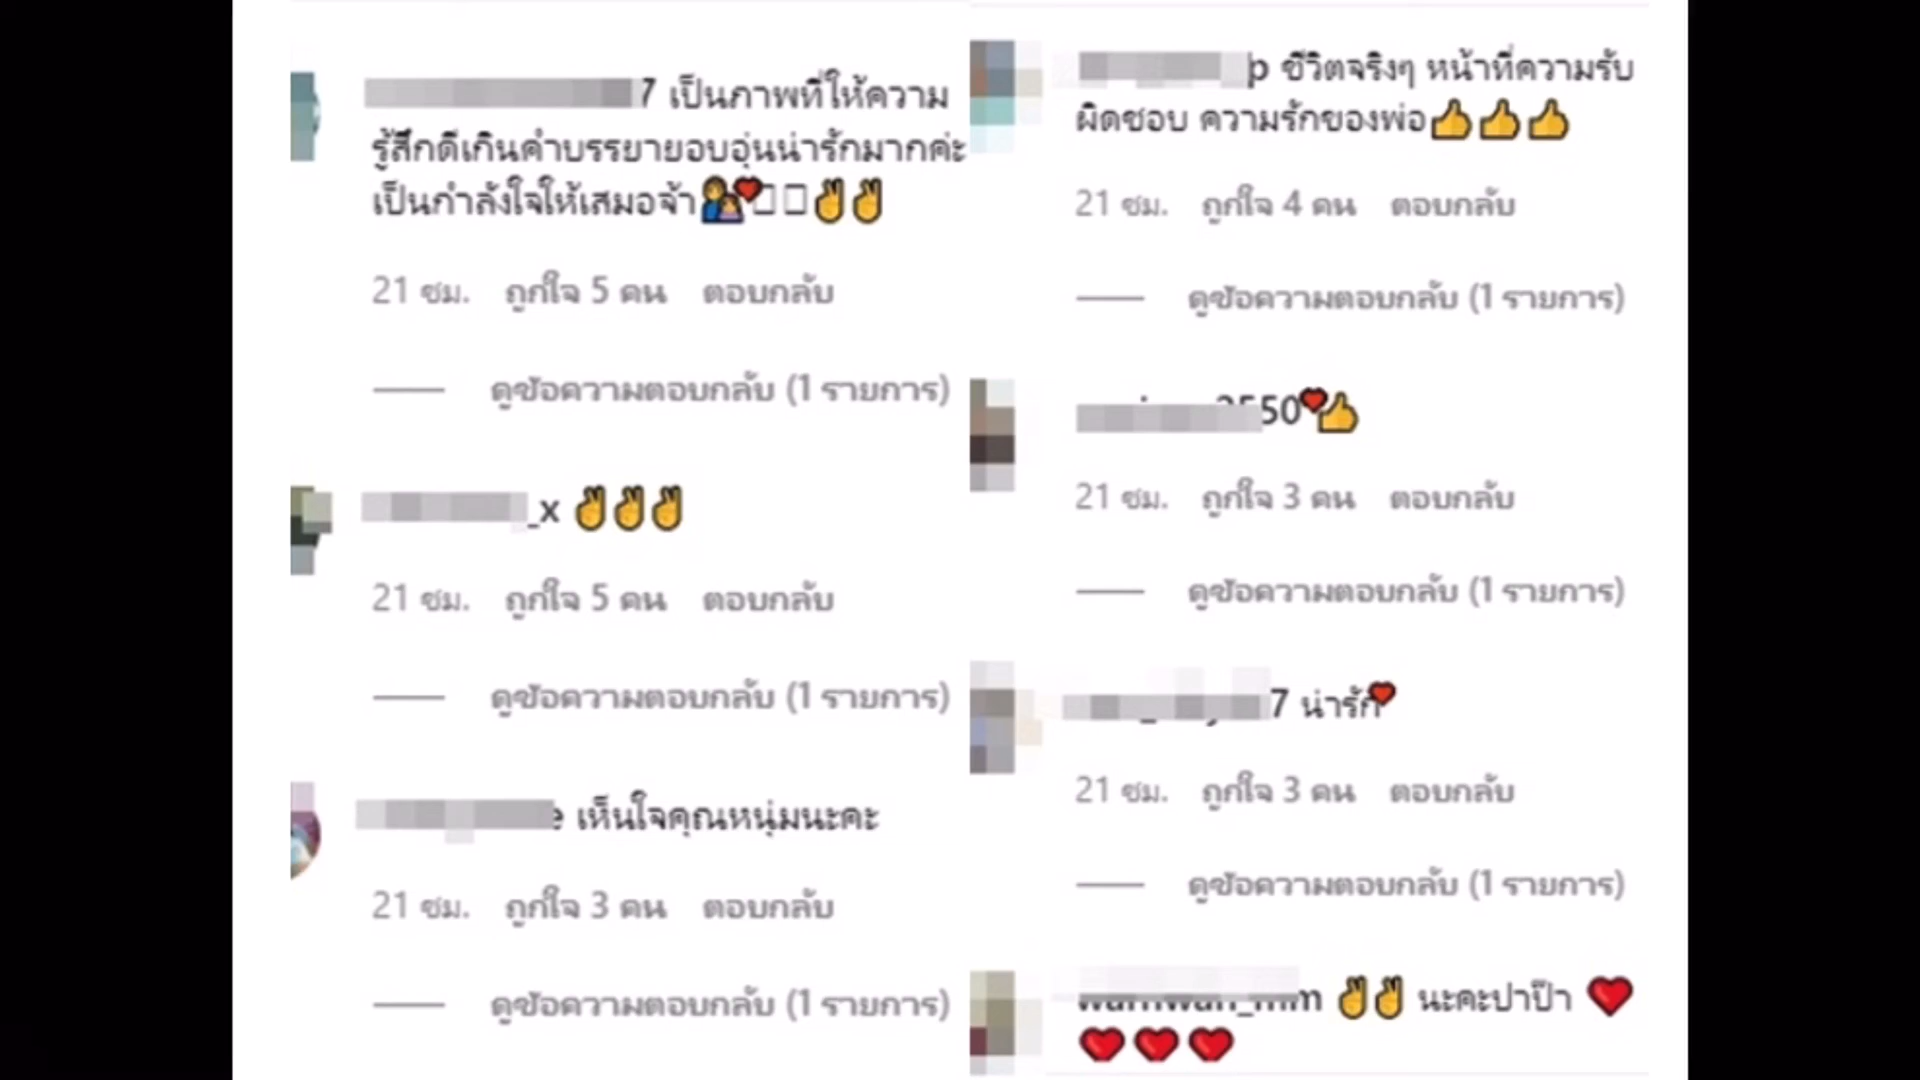 7 เป็นภาพที่ให้ความ
รู้สึกดีเกินคำบรรยายอบอุ่นน่ารักมากค่ะ
เป็นกำลังใจให้เสมอจ้า👩‍👧❤️✌✌
21 ชม. ถูกใจ 5 คน ตอบกลับ
ดูข้อความตอบกลับ (1 รายการ)
_x ✌✌✌
21 ชม. ถูกใจ 5 คน ตอบกลับ
ดูข้อความตอบกลับ (1 รายการ)
e เห็นใจคุณหนุ่มนะคะ
21 ชม. ถูกใจ 3 คน ตอบกลับ
ดูข้อความตอบกลับ (1 รายการ)
p ชีวิตจริงๆ หน้าที่ความรับ
ผิดชอบ ความรักของพ่อ👍👍👍
21 ชม. ถูกใจ 4 คน ตอบกลับ
ดูข้อความตอบกลับ (1 รายการ)
50❤️👍
21 ชม. ถูกใจ 3 คน ตอบกลับ
ดูข้อความตอบกลับ (1 รายการ)
7 น่ารัก❤️
21 ชม. ถูกใจ 3 คน ตอบกลับ
ดูข้อความตอบกลับ (1 รายการ)
m ✌✌ นะคะปาป๊า ❤️
❤️❤️❤️